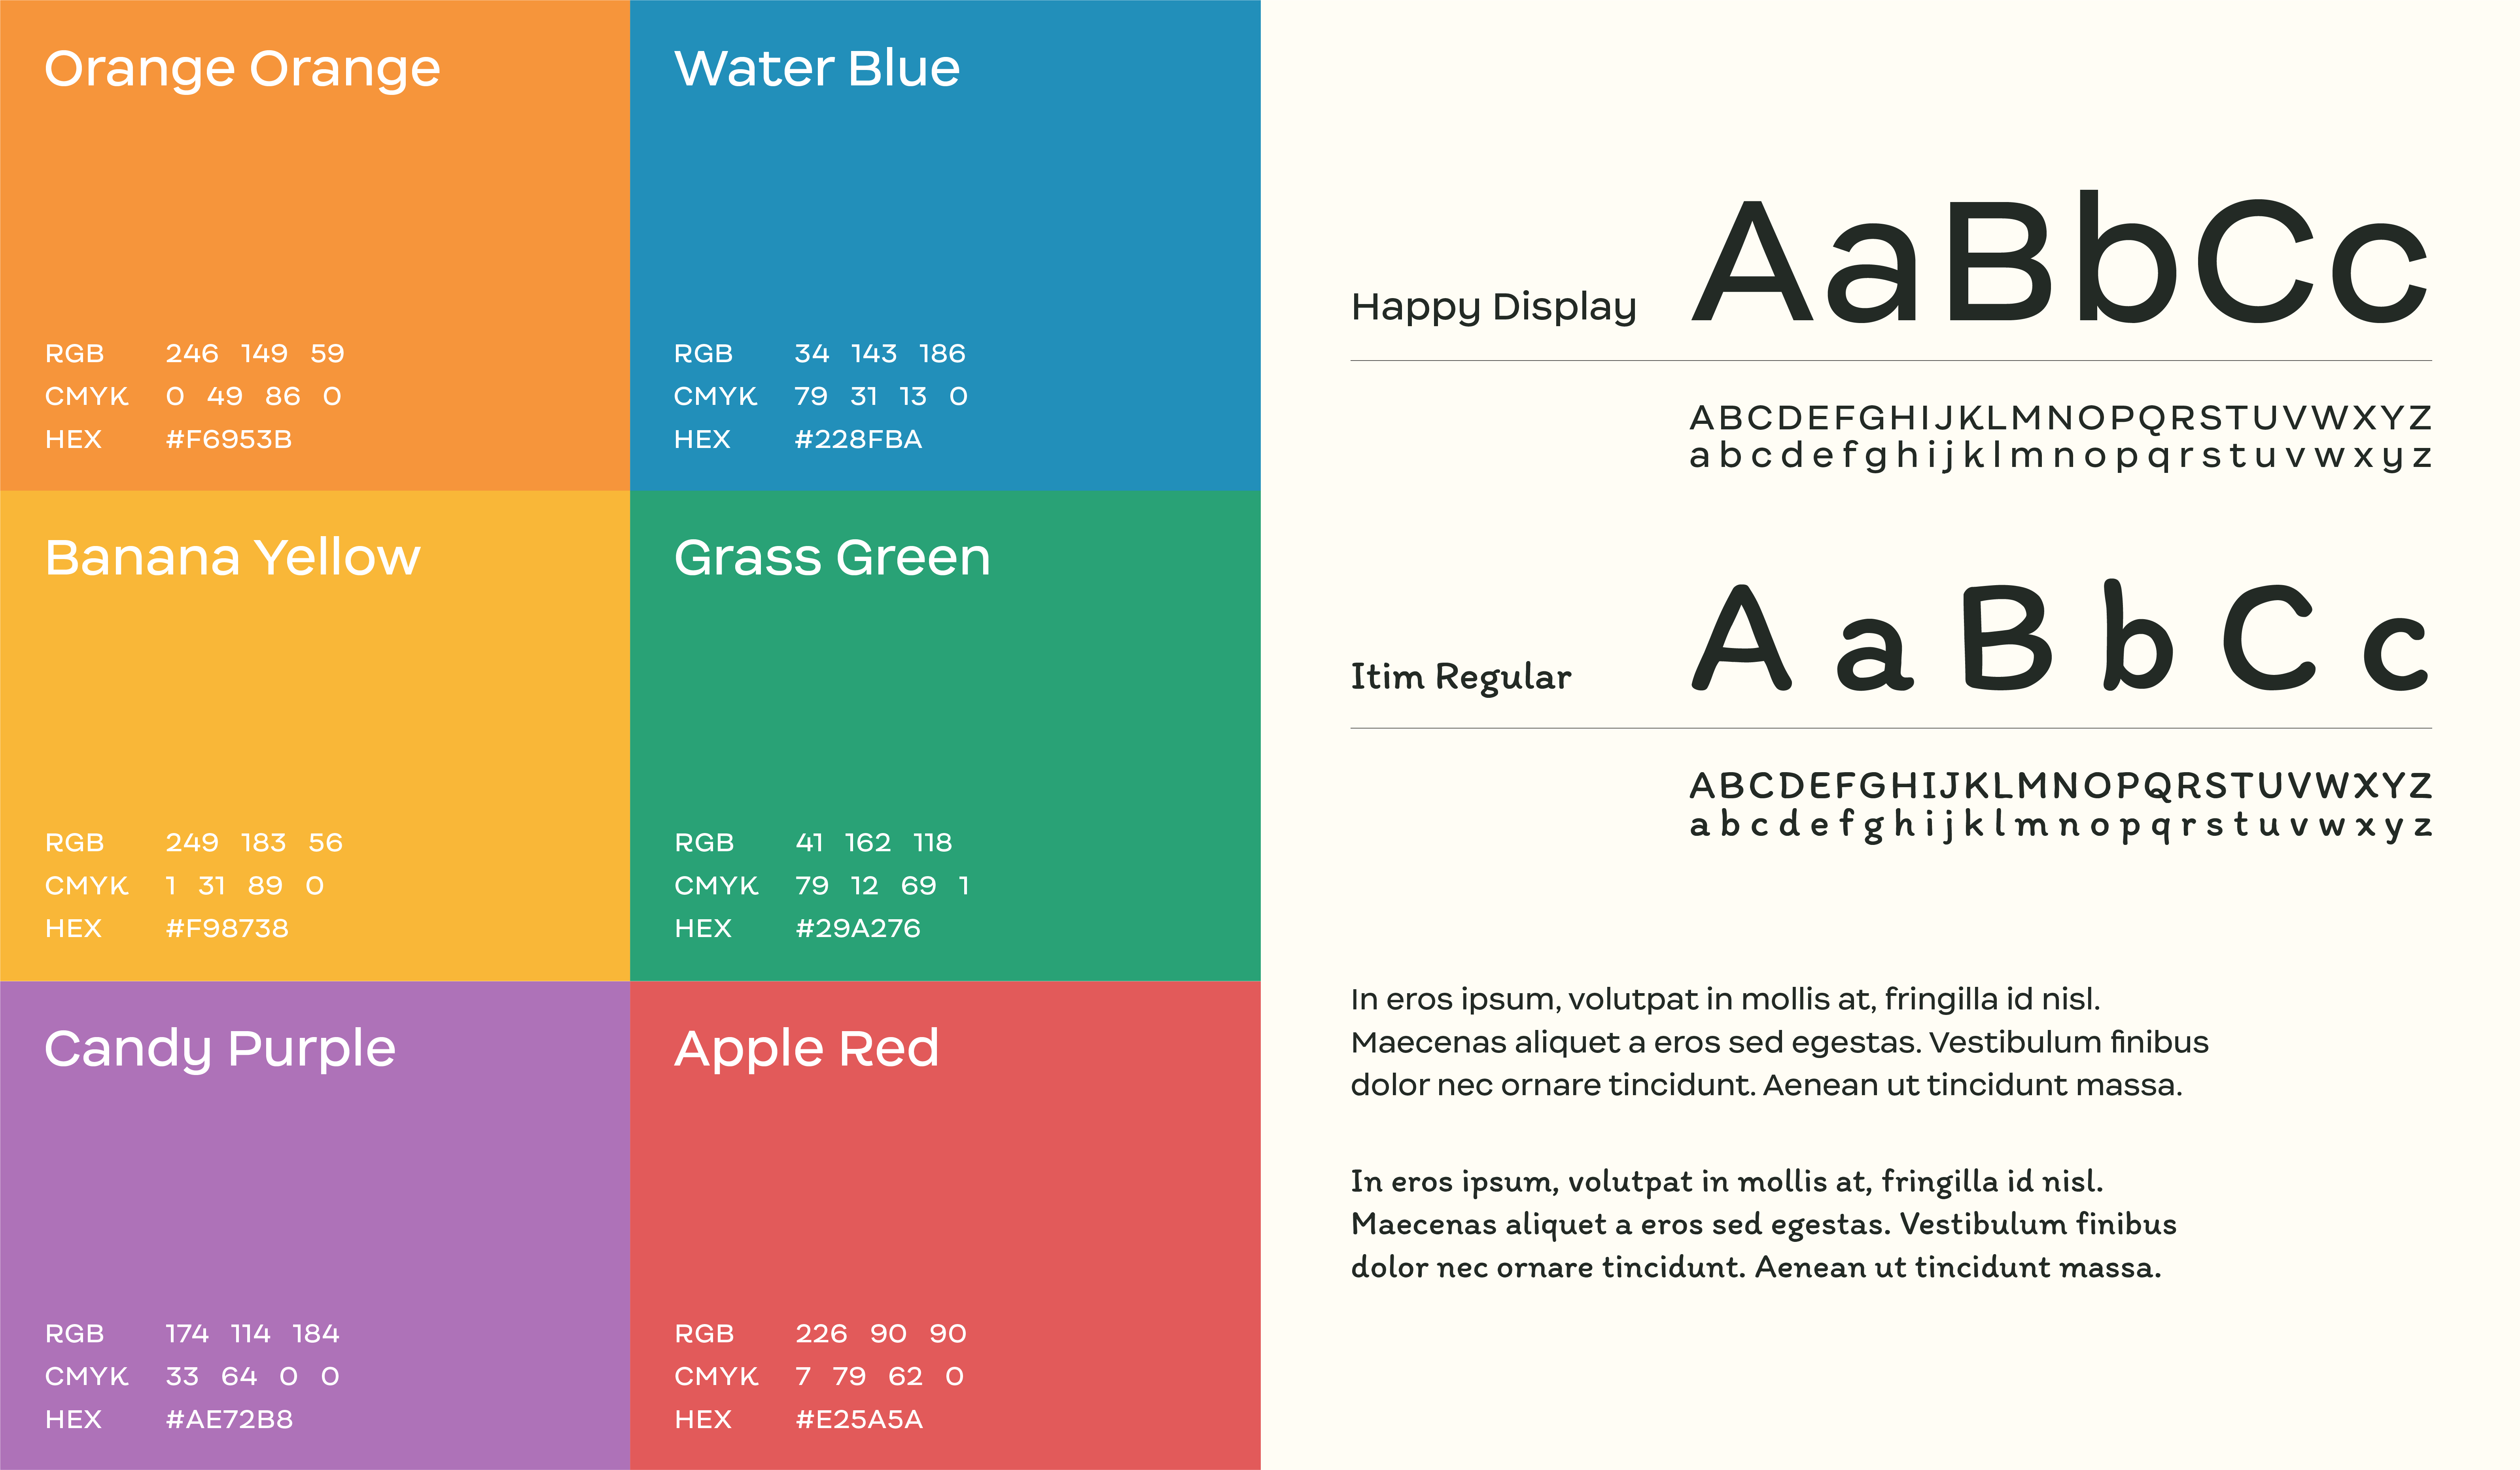 Orange Orange
RGB 246 149 59
CMYK 0 49 86 0
HEX #F6953B
Water Blue
RGB 34 143 186
CMYK 79 31 13 0
HEX #228FBA
Banana Yellow
RGB 249 183 56
CMYK 1 31 89 0
HEX #F98738
Grass Green
RGB 41 162 118
CMYK 79 12 69 1
HEX #29A276
Candy Purple
RGB 174 114 184
CMYK 33 64 0 0
HEX #AE72B8
Apple Red
RGB 226 90 90
CMYK 7 79 62 0
HEX #E25A5A
Happy Display AaBbCc
ABCDEFGHIJKLMNOPQRSTUVWXYZ
abcdefghijklmnopqrstuvwxyz
Itim Regular A a B b C c
ABCDEFGHIJKLMNOPQRSTUVWXYZ
abcdefghijklmnopqrstuvwxyz
In eros ipsum, volutpat in mollis at, fringilla id nisl.
Maecenas aliquet a eros sed egestas. Vestibulum finibus
dolor nec ornare tincidunt. Aenean ut tincidunt massa.
In eros ipsum, volutpat in mollis at, fringilla id nisl.
Maecenas aliquet a eros sed egestas. Vestibulum finibus
dolor nec ornare tincidunt. Aenean ut tincidunt massa.